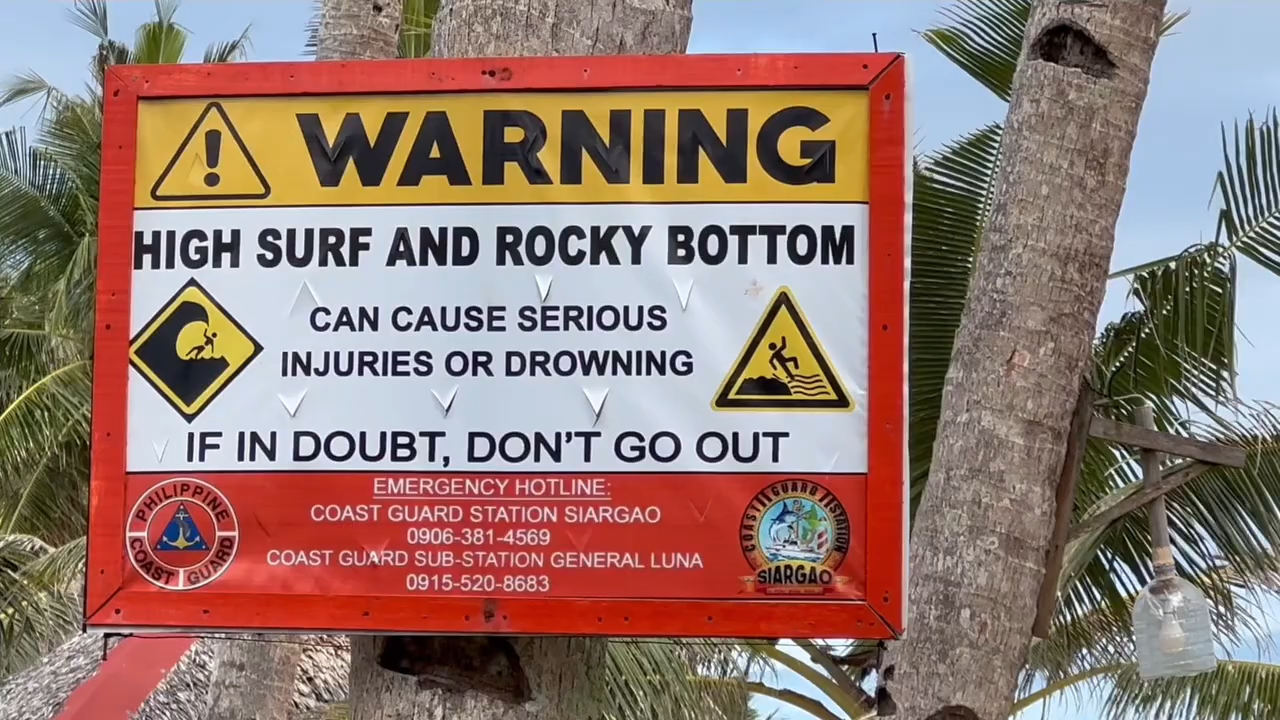 WARNING
HIGH SURF AND ROCKY BOTTOM
CAN CAUSE SERIOUS
INJURIES OR DROWNING
IF IN DOUBT, DON'T GO OUT
EMERGENCY HOTLINE:
COAST GUARD STATION SIARGAO
0906-381-4569
COAST GUARD SUB-STATION GENERAL LUNA
0915-520-8683
PHILIPPINE
COAST GUARD
COAST GUARD STATION
SIARGAO